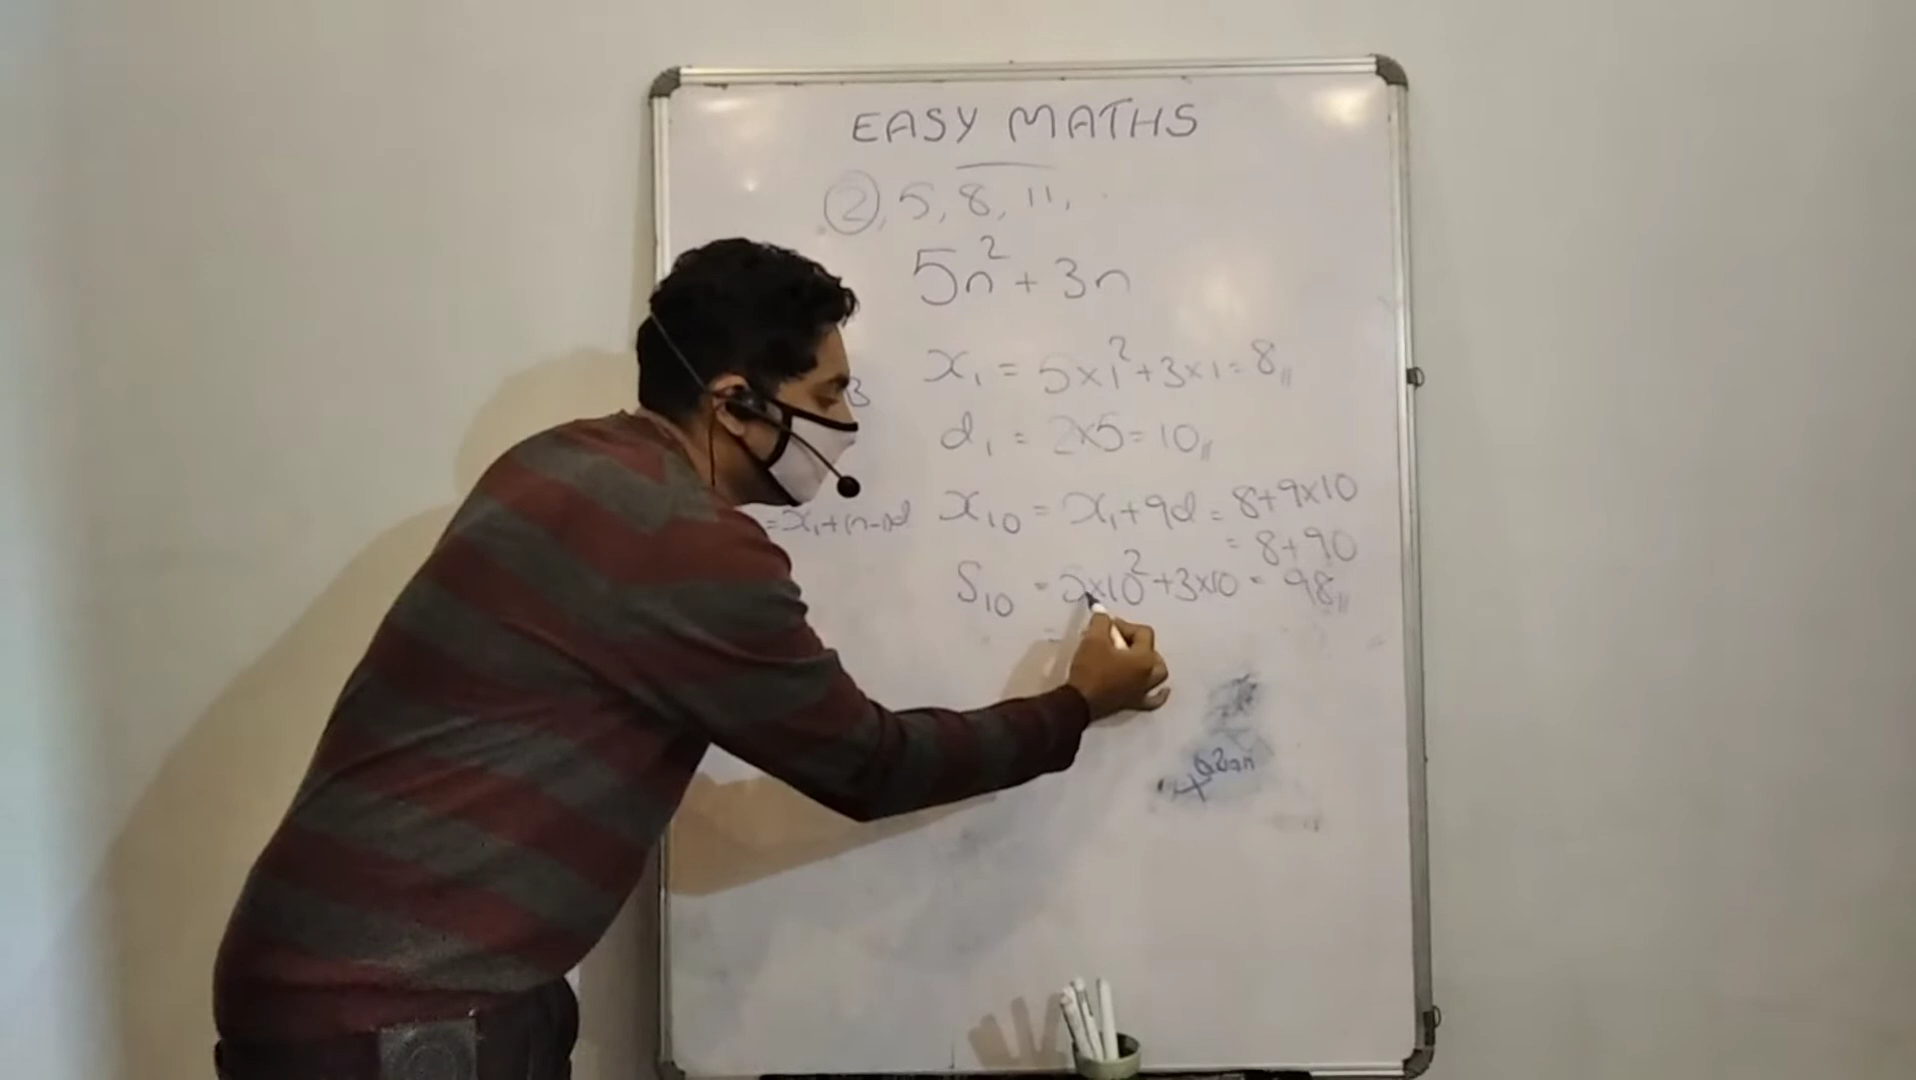 EASY MATHS
2, 5, 8, 11,
5n² + 3n
x₁ = 5×1²+3×1 = 8
d₁ = 2×5 = 10
=x₁+(n-1)d
x₁₀ = x₁+9d = 8+9×10
= 8+90
S₁₀ = 5×10²+3×10 = 98